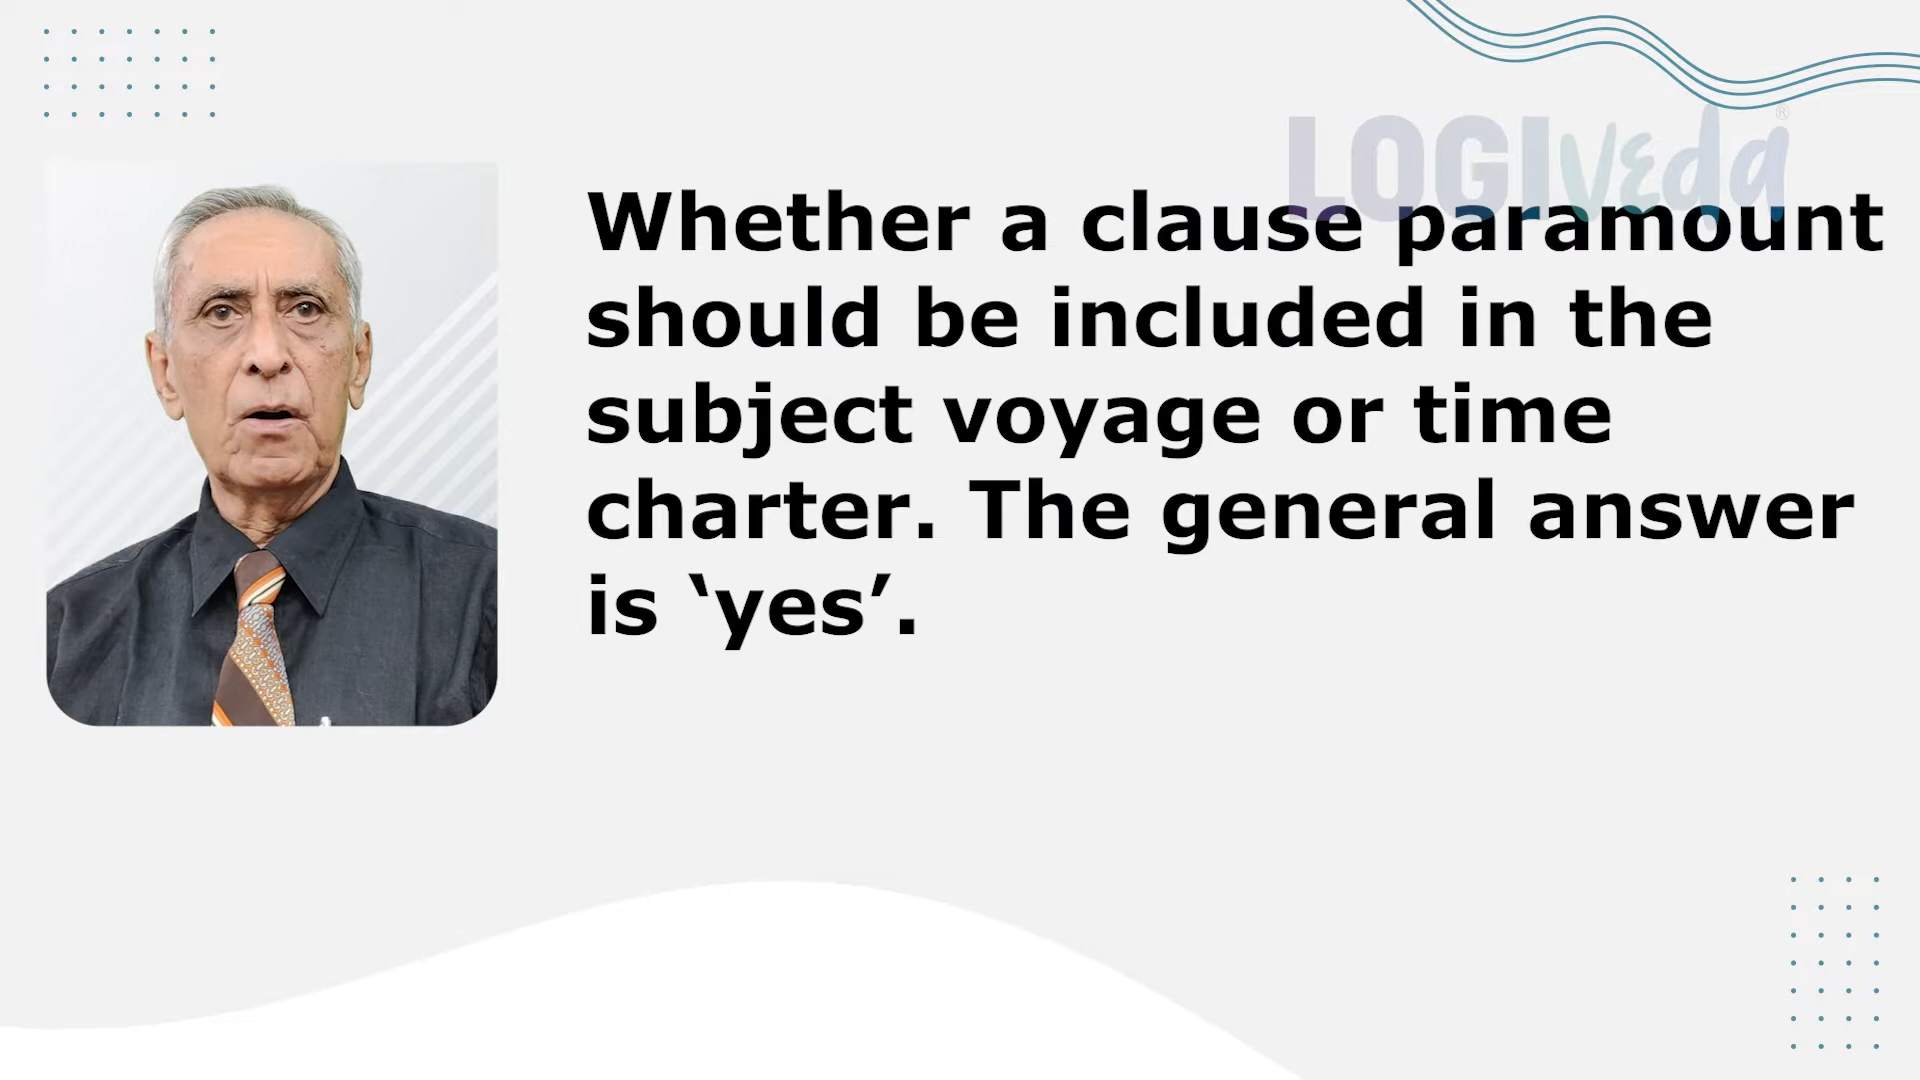 LOGIveda®
Whether a clause paramount
should be included in the
subject voyage or time
charter. The general answer
is ‘yes’.